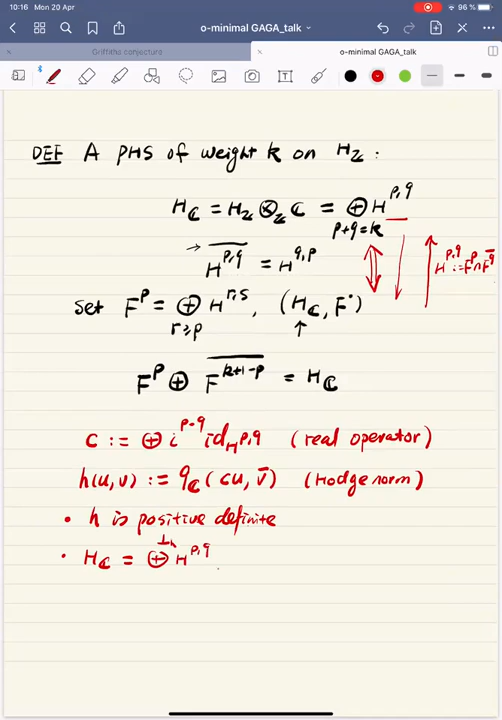 10:16 Mon 20 Apr
96 %
o-minimal GAGA_talk
Griffiths conjecture
o-minimal GAGA_talk
DEF A PHS of weight k on H_ℤ :
H_ℂ = H_ℤ ⊗_ℤ ℂ = ⊕_{p+q=k} H^{p,q}
→ \overline{H^{p,q}} = H^{q,p}
H^{p,q} := F^p ∩ \overline{F^q}
set F^p = ⊕_{r≥p} H^{r,s}, (H_ℂ, F^•)
F^p ⊕ \overline{F^{k+1-p}} = H_ℂ
C := ⊕ i^{p-q} id_{H^{p,q}} (real operator)
h(u,v) := q_ℂ(Cu, v̄) (Hodge norm)
• h is positive definite
• H_ℂ = ⊕^{⊥_h} H^{p,q}